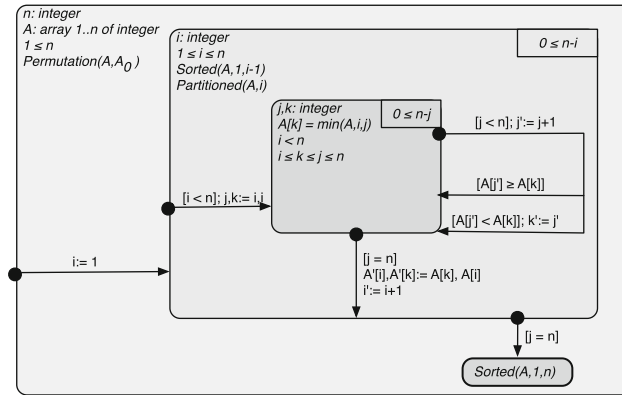 n: integer
A: array 1..n of integer
1 ≤ n
Permutation(A,A0 )
i: integer
1 ≤ i ≤ n
Sorted(A,1,i-1)
Partitioned(A,i)
0 ≤ n-i
j,k: integer
A[k] = min(A,i,j)
i < n
i ≤ k ≤ j ≤ n
0 ≤ n-j
[j < n]; j':= j+1
[A[j'] ≥ A[k]]
[A[j'] < A[k]]; k':= j'
[i < n]; j,k:= i,i
i:= 1
[j = n]
A'[i],A'[k]:= A[k], A[i]
i':= i+1
[j = n]
Sorted(A,1,n)